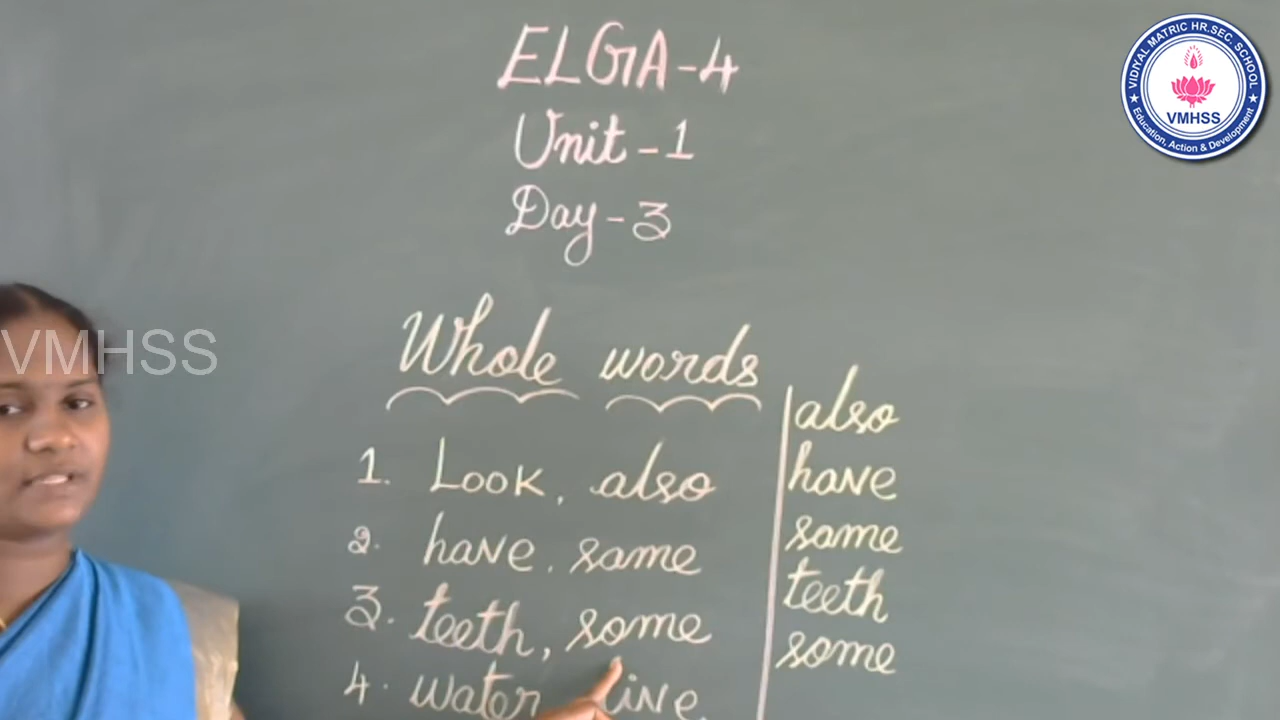 ELGA-4
Unit-1
Day-3
Whole words
1. Look, also
2. have, same
3. teeth, some
4. water
live
also
have
same
teeth
some
VMHSS
VIDIYAL MATRIC HR.SEC. SCHOOL
VMHSS
★ Education, Action & Development ★